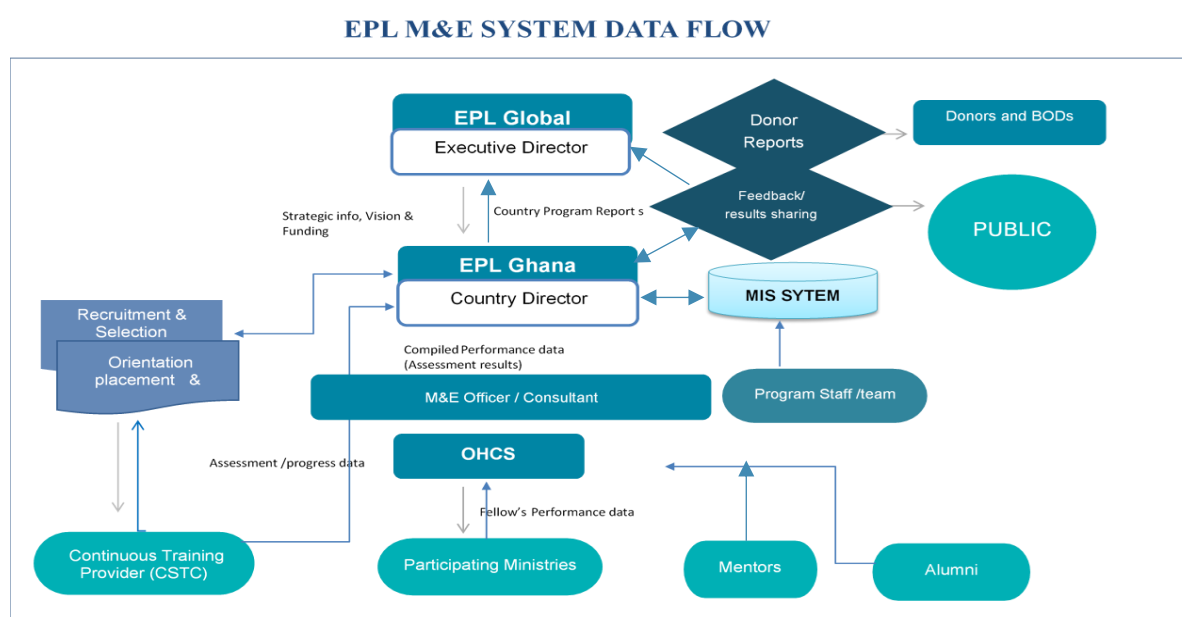 EPL M&E SYSTEM DATA FLOW
EPL Global
Executive Director
Donor
Reports
Donors and BODs
Strategic info, Vision &
Funding
Country Program Report s
Feedback/
results sharing
PUBLIC
EPL Ghana
Country Director
MIS SYTEM
Recruitment &
Selection
Orientation
placement &
Compiled Performance data
(Assessment results)
M&E Officer / Consultant
Program Staff /team
OHCS
Assessment /progress data
Fellow's Performance data
Continuous Training
Provider (CSTC)
Participating Ministries
Mentors
Alumni